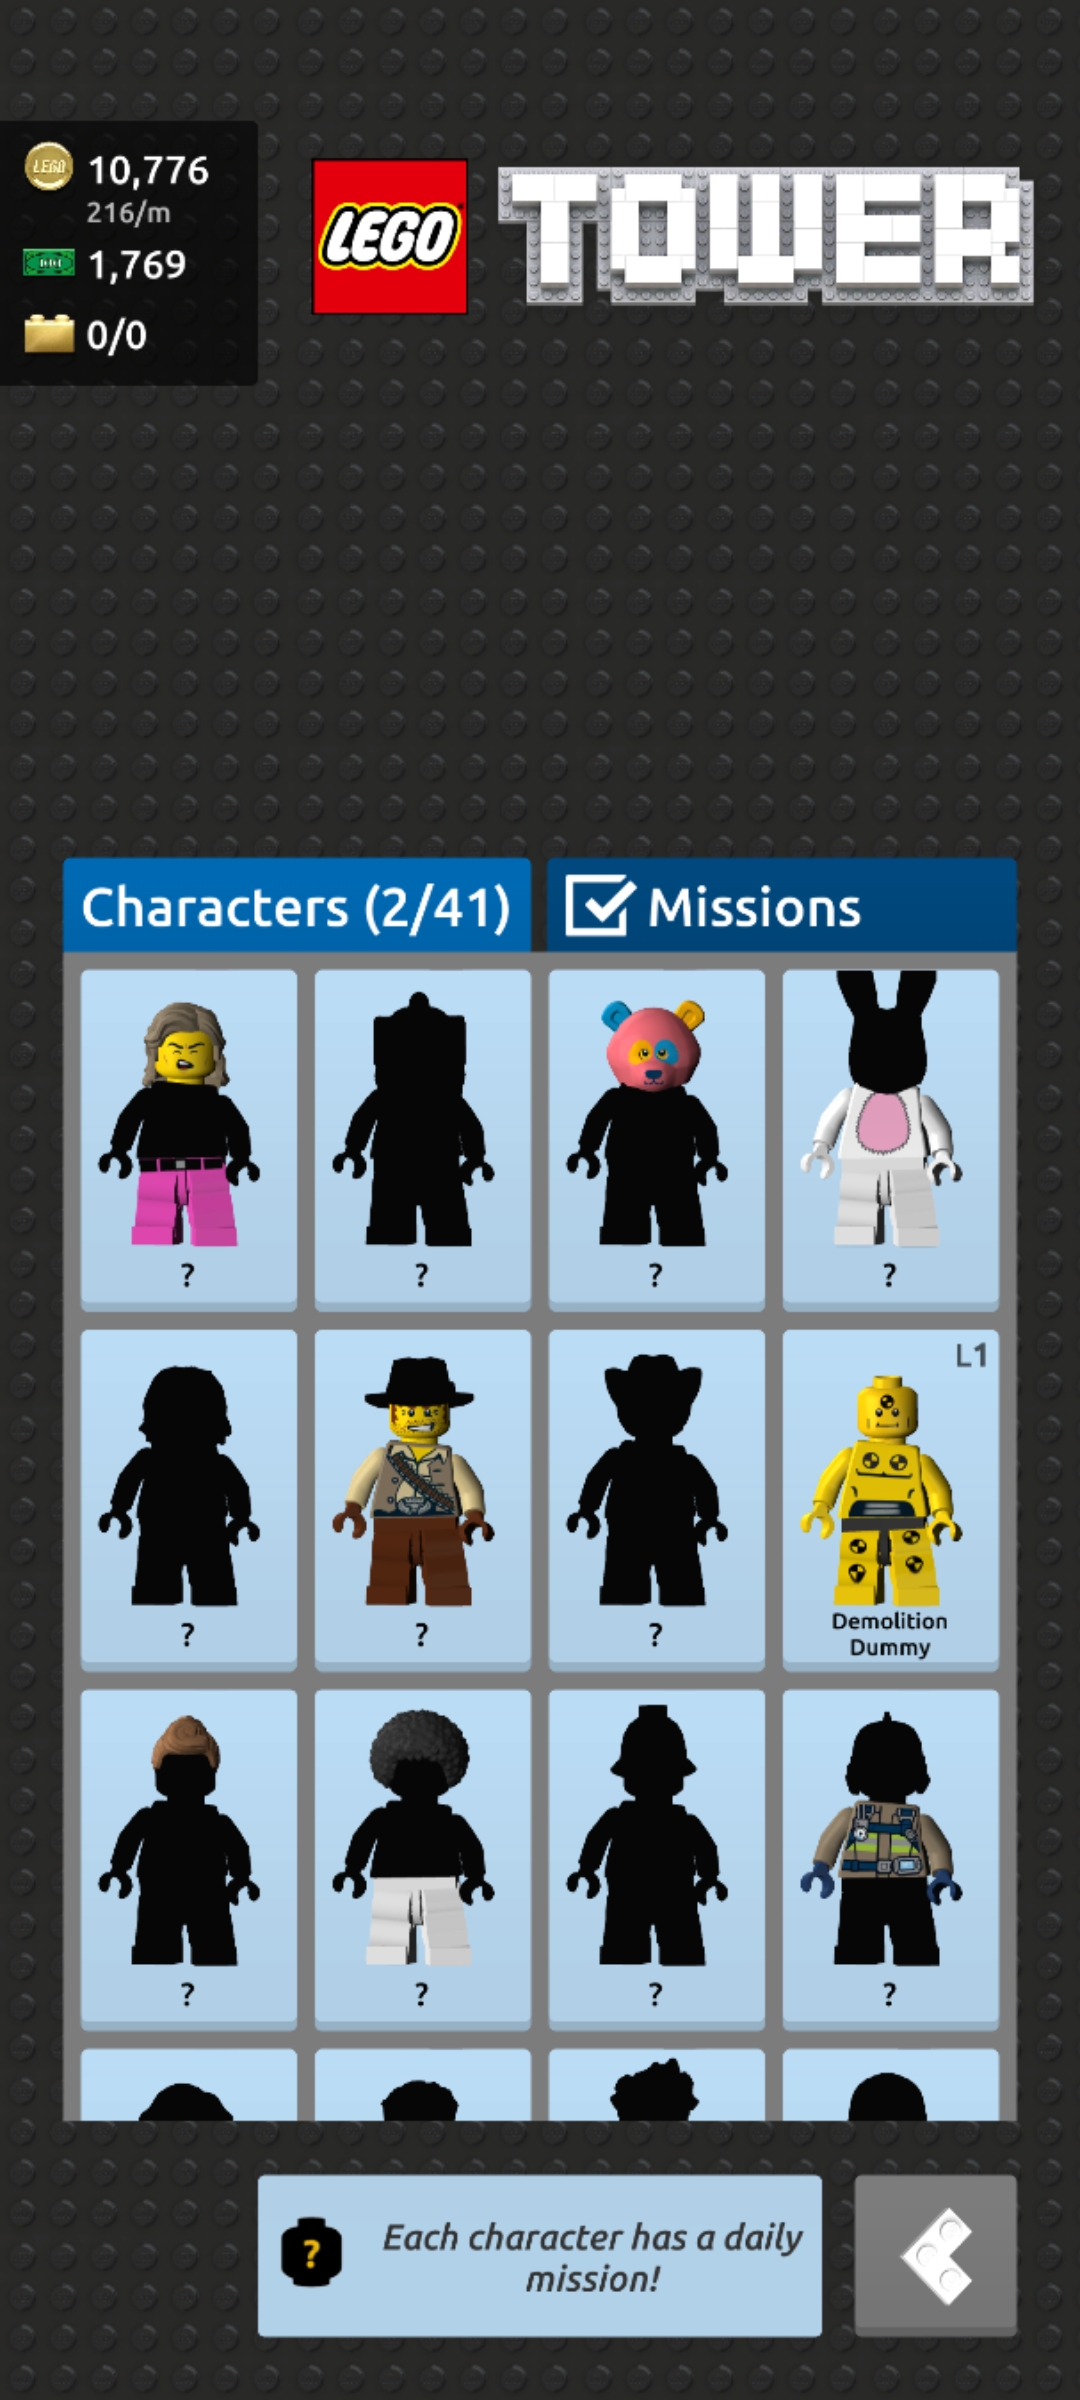 LEGO
10,776
216/m
1,769
0/0
LEGO
TOWER
Characters (2/41)
Missions
?
?
?
?
L1
?
?
?
Demolition
Dummy
?
?
?
?
?
Each character has a daily
mission!